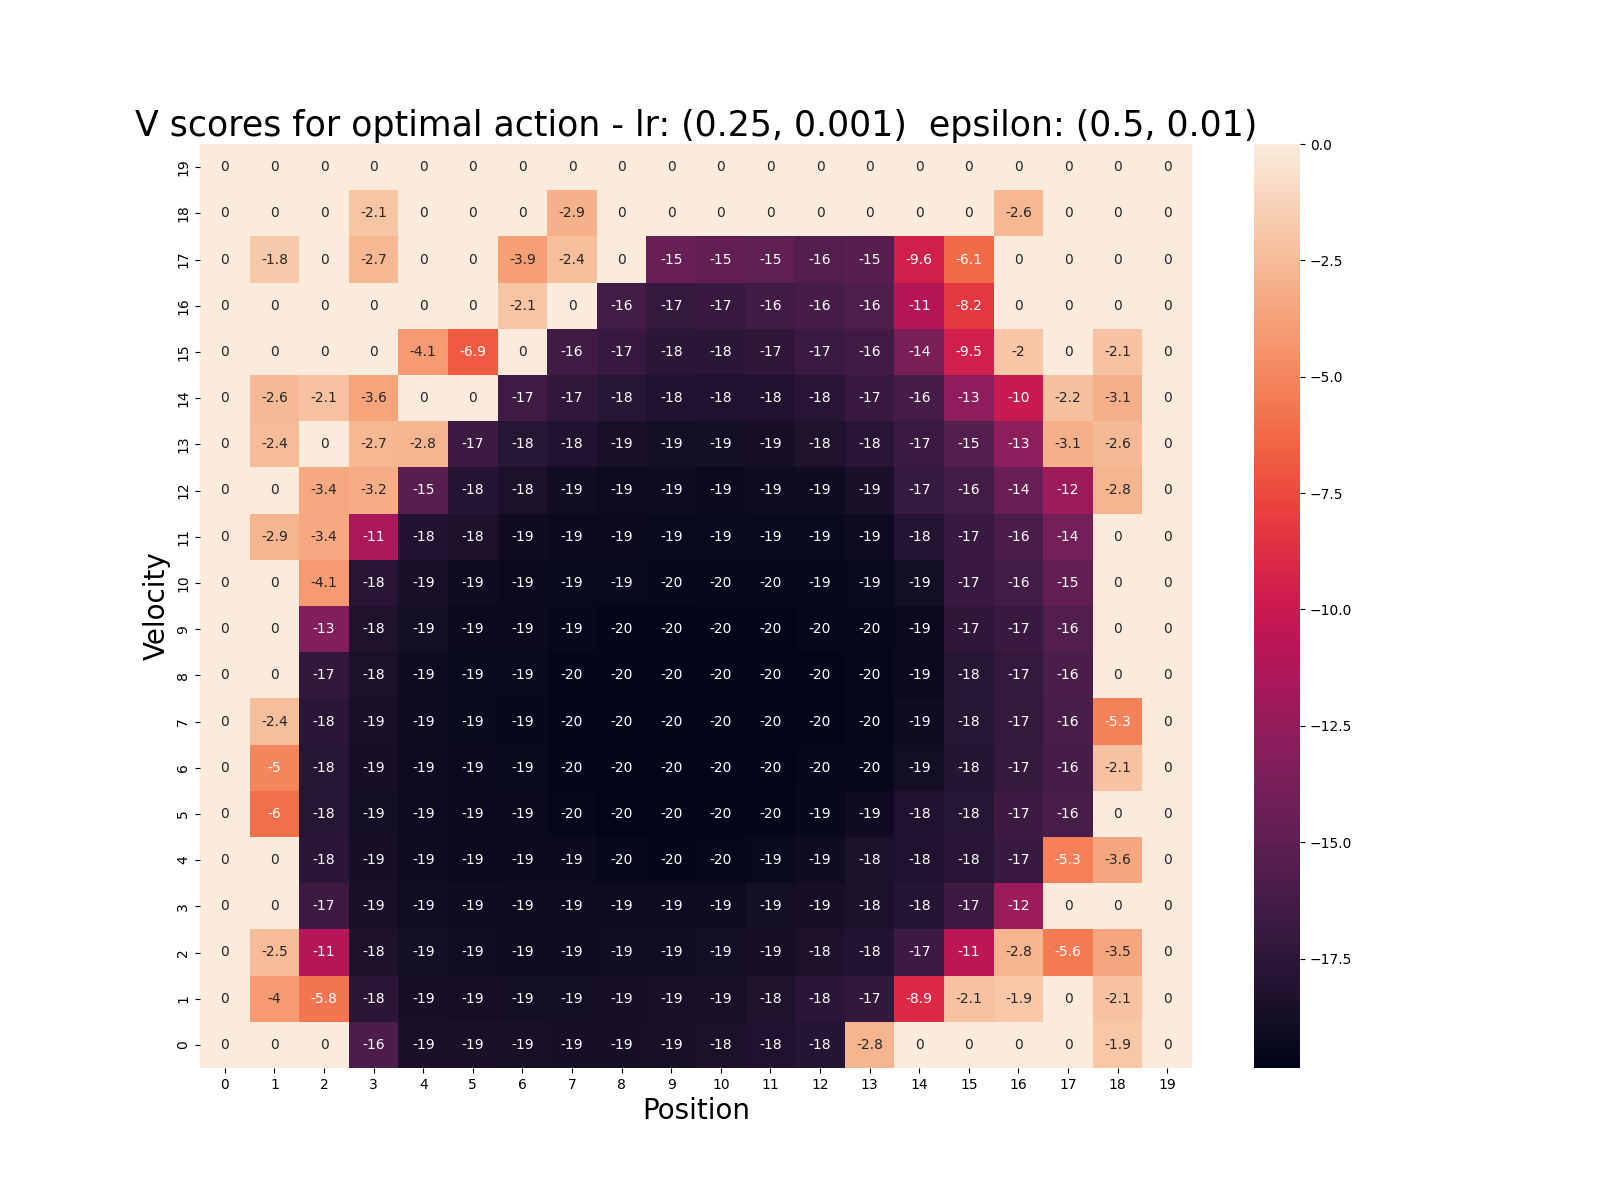 V scores for optimal action - lr: (0.25, 0.001)  epsilon: (0.5, 0.01)
Velocity
19 0 0 0 0 0 0 0 0 0 0 0 0 0 0 0 0 0 0 0 0
18 0 0 0 -2.1 0 0 0 -2.9 0 0 0 0 0 0 0 0 -2.6 0 0 0
17 0 -1.8 0 -2.7 0 0 -3.9 -2.4 0 -15 -15 -15 -16 -15 -9.6 -6.1 0 0 0 0
16 0 0 0 0 0 0 -2.1 0 -16 -17 -17 -16 -16 -16 -11 -8.2 0 0 0 0
15 0 0 0 0 -4.1 -6.9 0 -16 -17 -18 -18 -17 -17 -16 -14 -9.5 -2 0 -2.1 0
14 0 -2.6 -2.1 -3.6 0 0 -17 -17 -18 -18 -18 -18 -18 -17 -16 -13 -10 -2.2 -3.1 0
13 0 -2.4 0 -2.7 -2.8 -17 -18 -18 -19 -19 -19 -19 -18 -18 -17 -15 -13 -3.1 -2.6 0
12 0 0 -3.4 -3.2 -15 -18 -18 -19 -19 -19 -19 -19 -19 -19 -17 -16 -14 -12 -2.8 0
11 0 -2.9 -3.4 -11 -18 -18 -19 -19 -19 -19 -19 -19 -19 -19 -18 -17 -16 -14 0 0
10 0 0 -4.1 -18 -19 -19 -19 -19 -19 -20 -20 -20 -19 -19 -19 -17 -16 -15 0 0
9 0 0 -13 -18 -19 -19 -19 -19 -20 -20 -20 -20 -20 -20 -19 -17 -17 -16 0 0
8 0 0 -17 -18 -19 -19 -19 -20 -20 -20 -20 -20 -20 -20 -19 -18 -17 -16 0 0
7 0 -2.4 -18 -19 -19 -19 -19 -20 -20 -20 -20 -20 -20 -20 -19 -18 -17 -16 -5.3 0
6 0 -5 -18 -19 -19 -19 -19 -20 -20 -20 -20 -20 -20 -20 -19 -18 -17 -16 -2.1 0
5 0 -6 -18 -19 -19 -19 -19 -20 -20 -20 -20 -20 -19 -19 -18 -18 -17 -16 0 0
4 0 0 -18 -19 -19 -19 -19 -19 -20 -20 -20 -19 -19 -18 -18 -18 -17 -5.3 -3.6 0
3 0 0 -17 -19 -19 -19 -19 -19 -19 -19 -19 -19 -19 -18 -18 -17 -12 0 0 0
2 0 -2.5 -11 -18 -19 -19 -19 -19 -19 -19 -19 -19 -18 -18 -17 -11 -2.8 -5.6 -3.5 0
1 0 -4 -5.8 -18 -19 -19 -19 -19 -19 -19 -19 -18 -18 -17 -8.9 -2.1 -1.9 0 -2.1 0
0 0 0 0 -16 -19 -19 -19 -19 -19 -19 -18 -18 -18 -2.8 0 0 0 0 -1.9 0
0 1 2 3 4 5 6 7 8 9 10 11 12 13 14 15 16 17 18 19
Position
0.0
−2.5
−5.0
−7.5
−10.0
−12.5
−15.0
−17.5